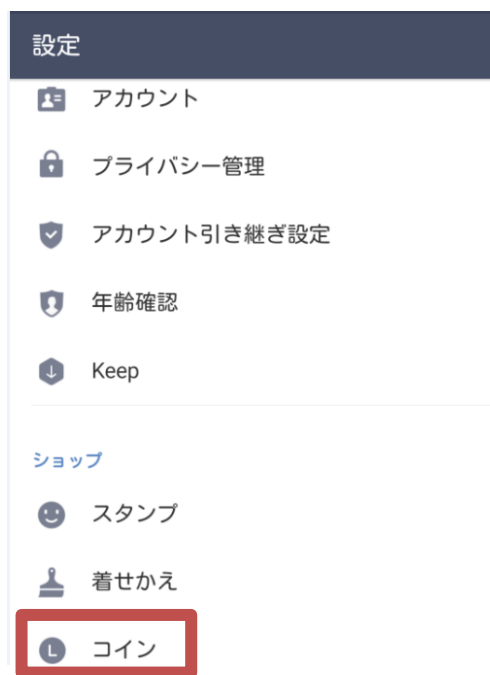 設定
アカウント
プライバシー管理
アカウント引き継ぎ設定
年齢確認
Keep
ショップ
スタンプ
着せかえ
L コイン